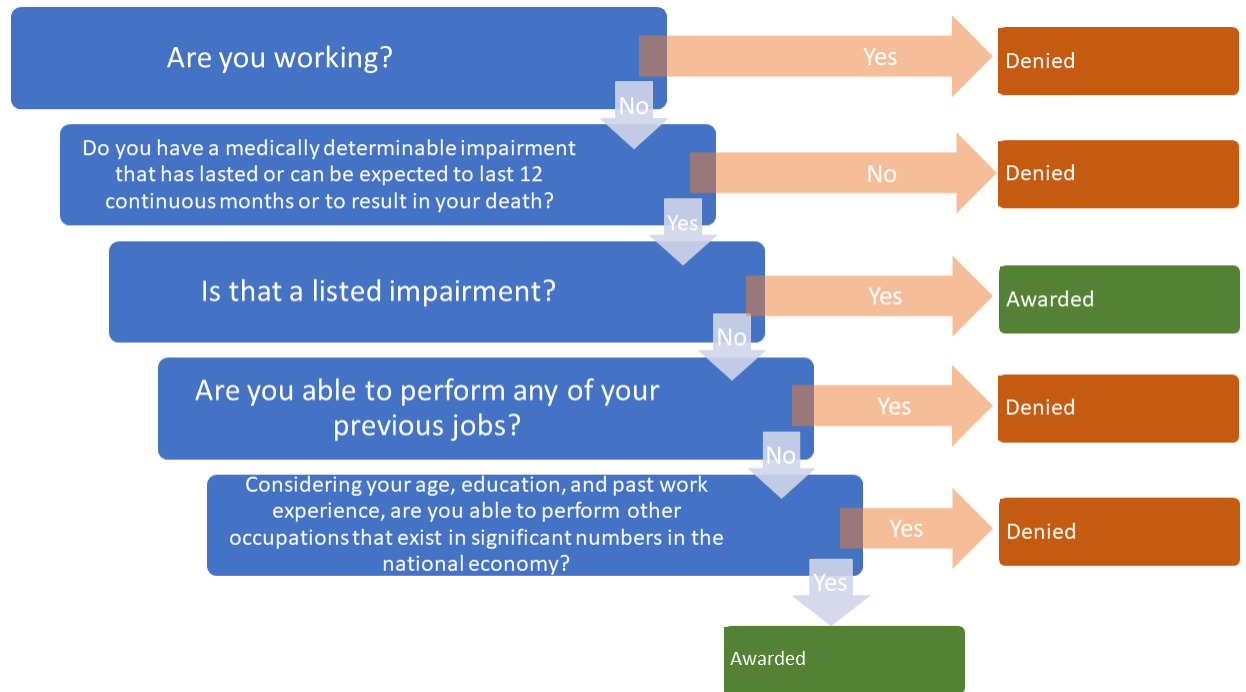 Are you working?
Yes
Denied
No
Do you have a medically determinable impairment
that has lasted or can be expected to last 12
continuous months or to result in your death?
No
Denied
Yes
Is that a listed impairment?
Yes
Awarded
No
Are you able to perform any of your
previous jobs?
Yes
Denied
No
Considering your age, education, and past work
experience, are you able to perform other
occupations that exist in significant numbers in the
national economy?
Yes
Denied
Yes
Awarded